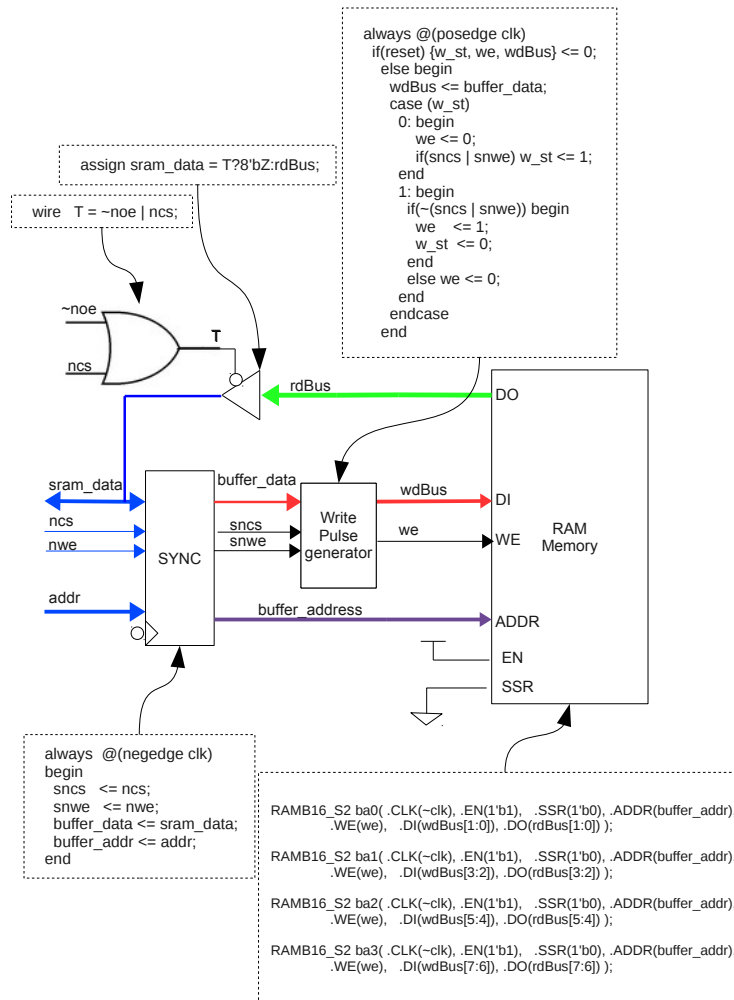 always @(posedge clk)
if(reset) {w_st, we, wdBus} <= 0;
else begin
wdBus <= buffer_data;
case (w_st)
0: begin
we <= 0;
if(sncs | snwe) w_st <= 1;
end
1: begin
if(~(sncs | snwe)) begin
we <= 1;
w_st <= 0;
end
else we <= 0;
end
endcase
end
assign sram_data = T?8'bZ:rdBus;
wire T = ~noe | ncs;
~noe
T
ncs
rdBus
DO
sram_data
buffer_data
wdBus
DI
ncs
sncs
nwe
snwe
we
WE
SYNC
Write
Pulse
generator
RAM
Memory
addr
buffer_address
ADDR
EN
SSR
always @(negedge clk)
begin
sncs <= ncs;
snwe <= nwe;
buffer_data <= sram_data;
buffer_addr <= addr;
end
RAMB16_S2 ba0( .CLK(~clk), .EN(1'b1), .SSR(1'b0), .ADDR(buffer_addr)
.WE(we), .DI(wdBus[1:0]), .DO(rdBus[1:0]) );
RAMB16_S2 ba1( .CLK(~clk), .EN(1'b1), .SSR(1'b0), .ADDR(buffer_addr)
.WE(we), .DI(wdBus[3:2]), .DO(rdBus[3:2]) );
RAMB16_S2 ba2( .CLK(~clk), .EN(1'b1), .SSR(1'b0), .ADDR(buffer_addr)
.WE(we), .DI(wdBus[5:4]), .DO(rdBus[5:4]) );
RAMB16_S2 ba3( .CLK(~clk), .EN(1'b1), .SSR(1'b0), .ADDR(buffer_addr)
.WE(we), .DI(wdBus[7:6]), .DO(rdBus[7:6]) );